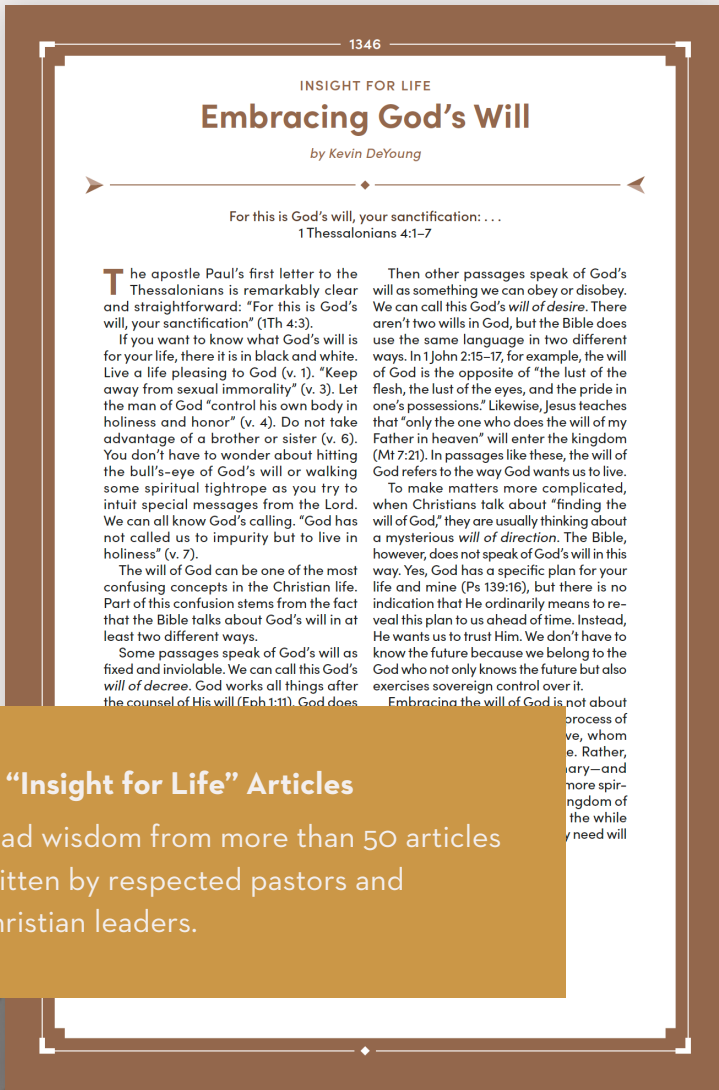 1346
INSIGHT FOR LIFE
Embracing God's Will
by Kevin DeYoung
For this is God's will, your sanctification: . . .
1 Thessalonians 4:1–7
The apostle Paul's first letter to the
Thessalonians is remarkably clear
and straightforward: “For this is God's
will, your sanctification” (1Th 4:3).
If you want to know what God's will is
for your life, there it is in black and white.
Live a life pleasing to God (v. 1). “Keep
away from sexual immorality” (v. 3). Let
the man of God “control his own body in
holiness and honor” (v. 4). Do not take
advantage of a brother or sister (v. 6).
You don't have to wonder about hitting
the bull's-eye of God's will or walking
some spiritual tightrope as you try to
intuit special messages from the Lord.
We can all know God's calling. “God has
not called us to impurity but to live in
holiness” (v. 7).
The will of God can be one of the most
confusing concepts in the Christian life.
Part of this confusion stems from the fact
that the Bible talks about God's will in at
least two different ways.
Some passages speak of God's will as
fixed and inviolable. We can call this God's
will of decree. God works all things after
the counsel of His will (Eph 1:11). God does
Then other passages speak of God's
will as something we can obey or disobey.
We can call this God's will of desire. There
aren't two wills in God, but the Bible does
use the same language in two different
ways. In 1 John 2:15–17, for example, the will
of God is the opposite of “the lust of the
flesh, the lust of the eyes, and the pride in
one's possessions.” Likewise, Jesus teaches
that “only the one who does the will of my
Father in heaven” will enter the kingdom
(Mt 7:21). In passages like these, the will of
God refers to the way God wants us to live.
To make matters more complicated,
when Christians talk about “finding the
will of God,” they are usually thinking about
a mysterious will of direction. The Bible,
however, does not speak of God's will in this
way. Yes, God has a specific plan for your
life and mine (Ps 139:16), but there is no
indication that He ordinarily means to re-
veal this plan to us ahead of time. Instead,
He wants us to trust Him. We don't have to
know the future because we belong to the
God who not only knows the future but also
exercises sovereign control over it.
Embracing the will of God is not about
process of
ve, whom
e. Rather,
nary—and
more spir-
ngdom of
the while
y need will
“Insight for Life” Articles
ad wisdom from more than 50 articles
itten by respected pastors and
hristian leaders.